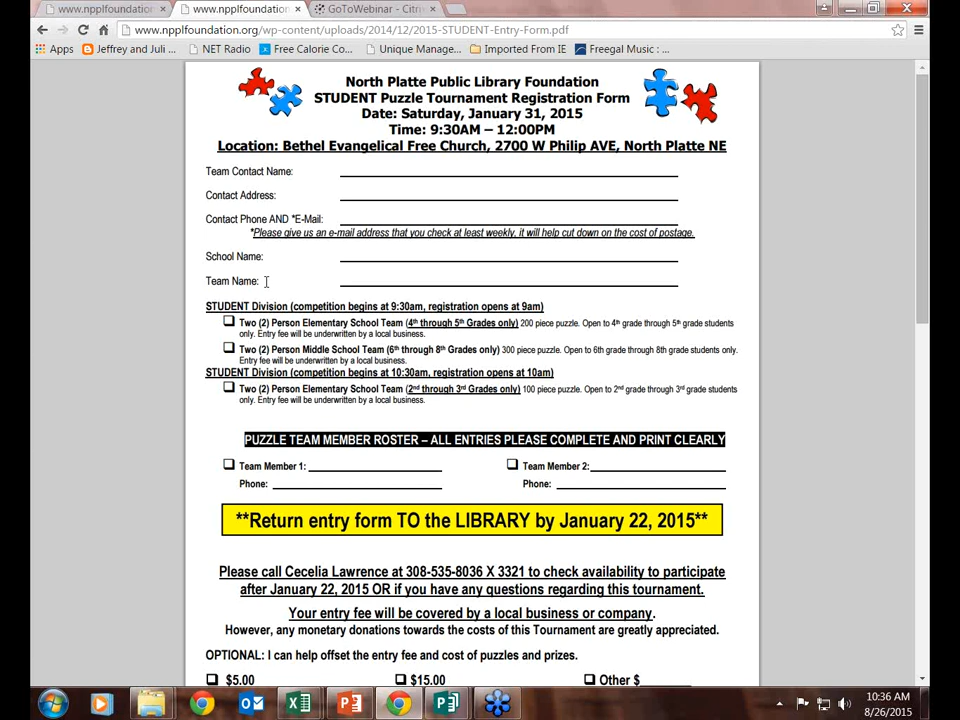 www.npplfoundation
www.npplfoundation.o
GoToWebinar - Citri
www.npplfoundation.org/wp-content/uploads/2014/12/2015-STUDENT-Entry-Form.pdf
Apps Jeffrey and Juli ... NET Radio Free Calorie Co... Unique Manage... Imported From IE Freegal Music : ...
North Platte Public Library Foundation
STUDENT Puzzle Tournament Registration Form
Date: Saturday, January 31, 2015
Time: 9:30AM – 12:00PM
Location: Bethel Evangelical Free Church, 2700 W Philip AVE, North Platte NE
Team Contact Name:
Contact Address:
Contact Phone AND *E-Mail:
*Please give us an e-mail address that you check at least weekly, it will help cut down on the cost of postage.
School Name:
Team Name:
STUDENT Division (competition begins at 9:30am, registration opens at 9am)
Two (2) Person Elementary School Team (4th through 5th Grades only) 200 piece puzzle. Open to 4th grade through 5th grade students
only. Entry fee will be underwritten by a local business.
Two (2) Person Middle School Team (6th through 8th Grades only) 300 piece puzzle. Open to 6th grade through 8th grade students only.
Entry fee will be underwritten by a local business.
STUDENT Division (competition begins at 10:30am, registration opens at 10am)
Two (2) Person Elementary School Team (2nd through 3rd Grades only) 100 piece puzzle. Open to 2nd grade through 3rd grade students
only. Entry fee will be underwritten by a local business.
PUZZLE TEAM MEMBER ROSTER – ALL ENTRIES PLEASE COMPLETE AND PRINT CLEARLY
Team Member 1: Team Member 2:
Phone: Phone:
**Return entry form TO the LIBRARY by January 22, 2015**
Please call Cecelia Lawrence at 308-535-8036 X 3321 to check availability to participate
after January 22, 2015 OR if you have any questions regarding this tournament.
Your entry fee will be covered by a local business or company.
However, any monetary donations towards the costs of this Tournament are greatly appreciated.
OPTIONAL: I can help offset the entry fee and cost of puzzles and prizes.
$5.00 $15.00 Other $
10:36 AM
8/26/2015